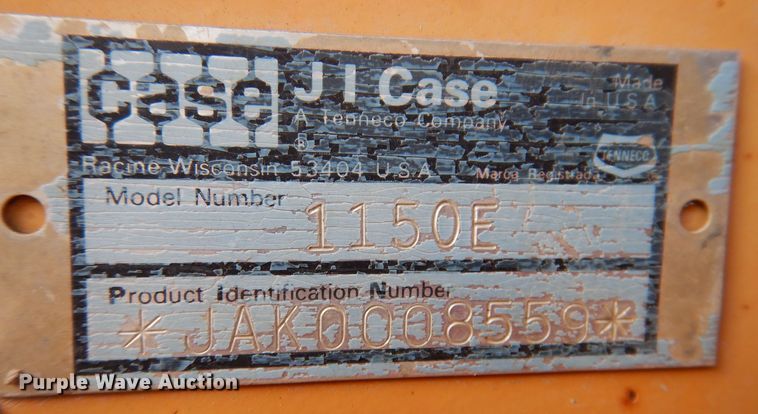 case
J I Case
A Tenneco Company
®
Made
in U.S.A.
TENNECO
Racine, Wisconsin 53404 U.S.A.
Marca Registrada
Model Number
1150E
Product Identification Number
*JAK0008559*
Purple Wave Auction